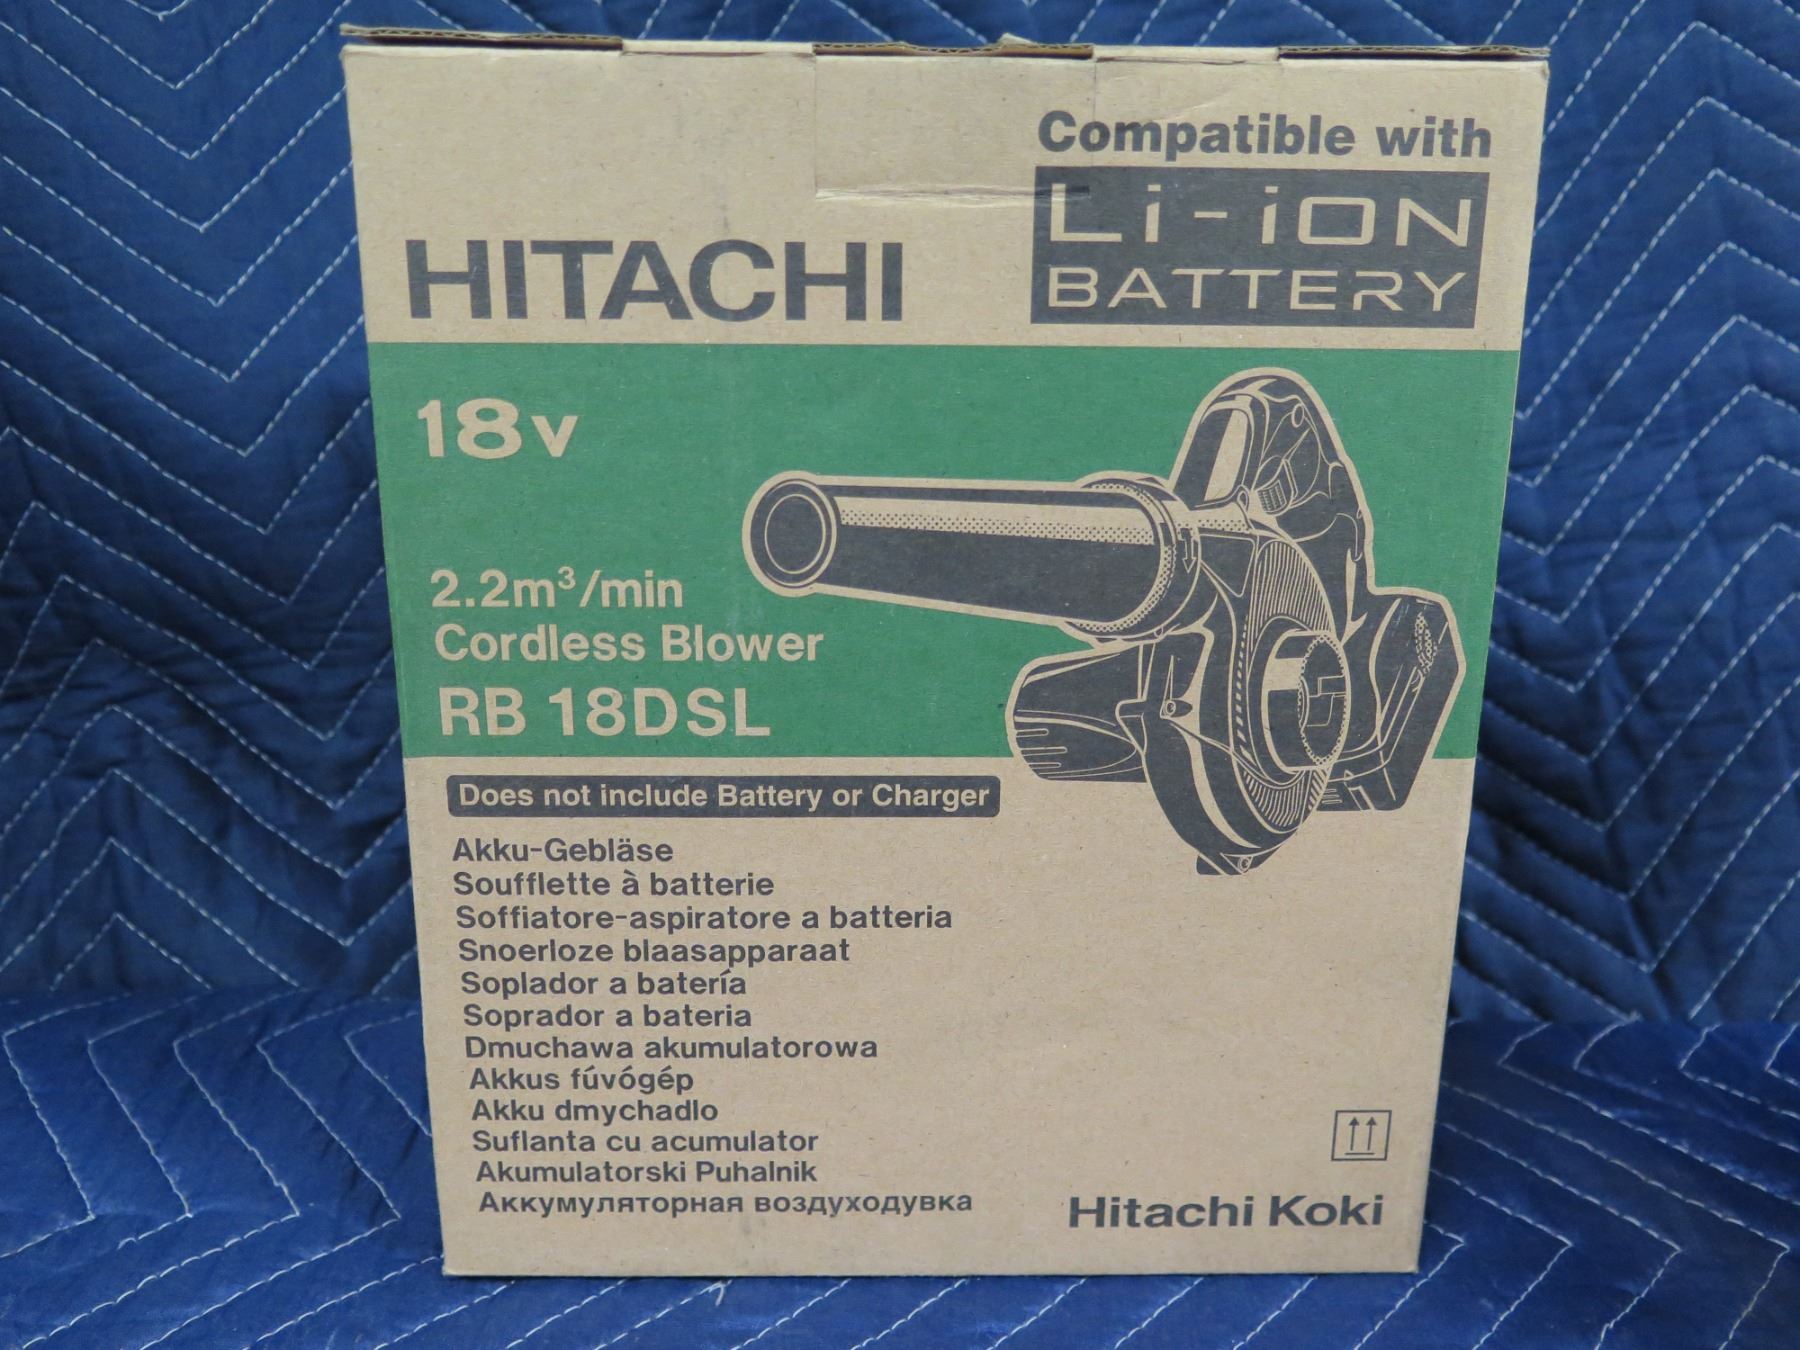 Compatible with
Li-ion
BATTERY
HITACHI
18v
2.2m³/min
Cordless Blower
RB 18DSL
Does not include Battery or Charger
Akku-Gebläse
Soufflette à batterie
Soffiatore-aspiratore a batteria
Snoerloze blaasapparaat
Soplador a batería
Soprador a bateria
Dmuchawa akumulatorowa
Akkus fúvógép
Akku dmychadlo
Suflanta cu acumulator
Akumulatorski Puhalnik
Аккумуляторная воздуходувка
Hitachi Koki